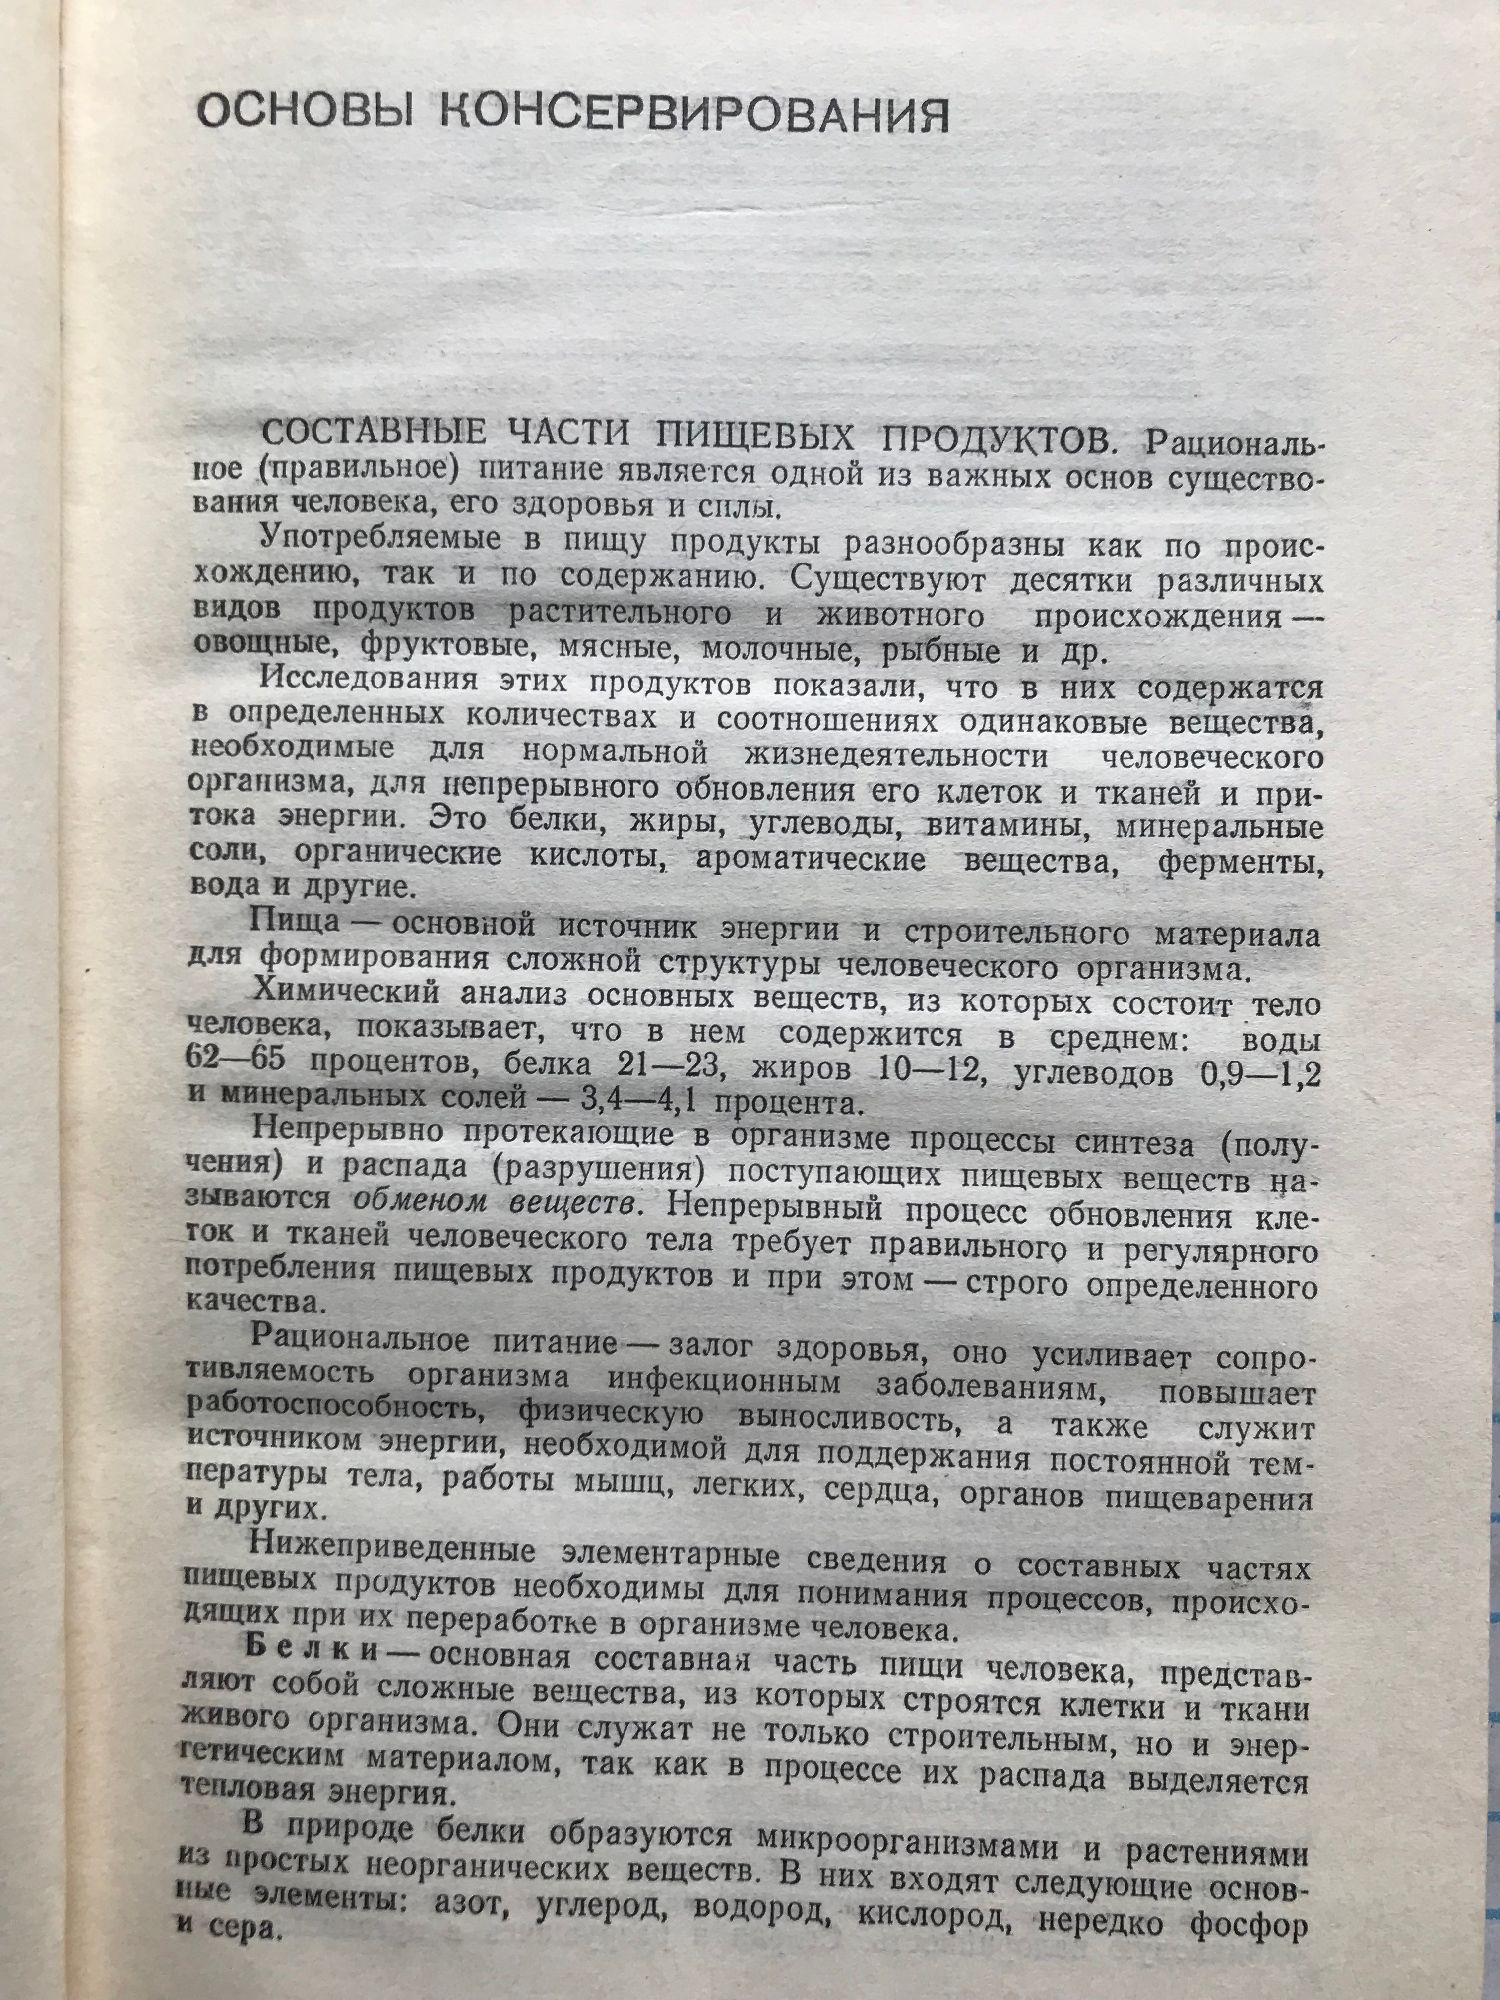 ОСНОВЫ КОНСЕРВИРОВАНИЯ
СОСТАВНЫЕ ЧАСТИ ПИЩЕВЫХ ПРОДУКТОВ. Рациональ-
ное (правильное) питание является одной из важных основ существо-
вания человека, его здоровья и силы.
Употребляемые в пищу продукты разнообразны как по проис-
хождению, так и по содержанию. Существуют десятки различных
видов продуктов растительного и животного происхождения —
овощные, фруктовые, мясные, молочные, рыбные и др.
Исследования этих продуктов показали, что в них содержатся
в определенных количествах и соотношениях одинаковые вещества,
необходимые для нормальной жизнедеятельности человеческого
организма, для непрерывного обновления его клеток и тканей и при-
тока энергии. Это белки, жиры, углеводы, витамины, минеральные
соли, органические кислоты, ароматические вещества, ферменты,
вода и другие.
Пища — основной источник энергии и строительного материала
для формирования сложной структуры человеческого организма.
Химический анализ основных веществ, из которых состоит тело
человека, показывает, что в нем содержится в среднем: воды
62—65 процентов, белка 21—23, жиров 10—12, углеводов 0,9—1,2
и минеральных солей — 3,4—4,1 процента.
Непрерывно протекающие в организме процессы синтеза (полу-
чения) и распада (разрушения) поступающих пищевых веществ на-
зываются обменом веществ. Непрерывный процесс обновления кле-
ток и тканей человеческого тела требует правильного и регулярного
потребления пищевых продуктов и при этом — строго определенного
качества.
Рациональное питание — залог здоровья, оно усиливает сопро-
тивляемость организма инфекционным заболеваниям, повышает
работоспособность, физическую выносливость, а также служит
источником энергии, необходимой для поддержания постоянной тем-
пературы тела, работы мышц, легких, сердца, органов пищеварения
и других.
Нижеприведенные элементарные сведения о составных частях
пищевых продуктов необходимы для понимания процессов, происхо-
дящих при их переработке в организме человека.
Белки — основная составная часть пищи человека, представ-
ляют собой сложные вещества, из которых строятся клетки и ткани
живого организма. Они служат не только строительным, но и энер-
гетическим материалом, так как в процессе их распада выделяется
тепловая энергия.
В природе белки образуются микроорганизмами и растениями
из простых неорганических веществ. В них входят следующие основ-
ные элементы: азот, углерод, водород, кислород, нередко фосфор
и сера.